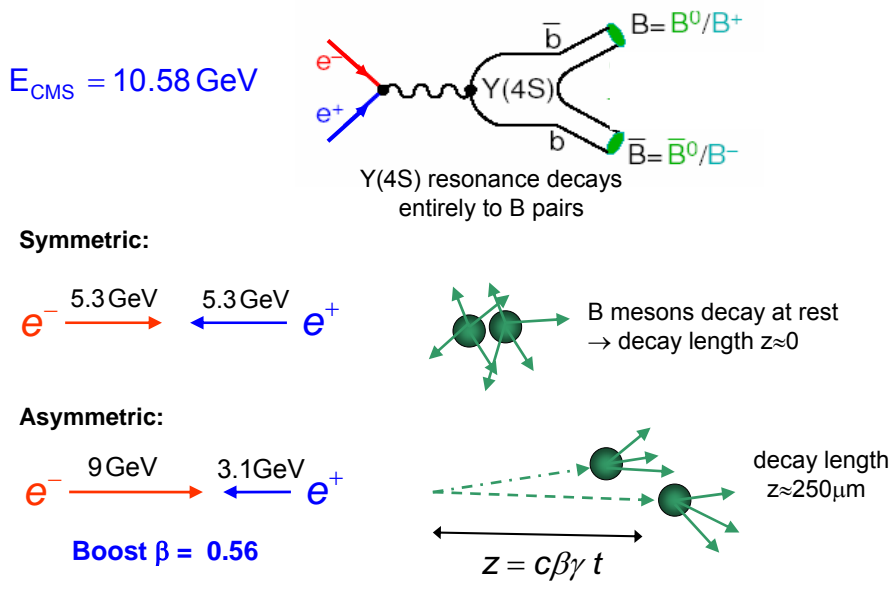 E_CMS = 10.58 GeV
e⁻
e⁺
b̅
Y(4S)
b
B= B⁰/B⁺
B̅= B̅⁰/B⁻
Y(4S) resonance decays
entirely to B pairs
Symmetric:
e⁻ 5.3 GeV 5.3 GeV e⁺
B mesons decay at rest
→ decay length z≈0
Asymmetric:
e⁻ 9 GeV 3.1 GeV e⁺
decay length
z≈250μm
Boost β = 0.56
z = cβγ t